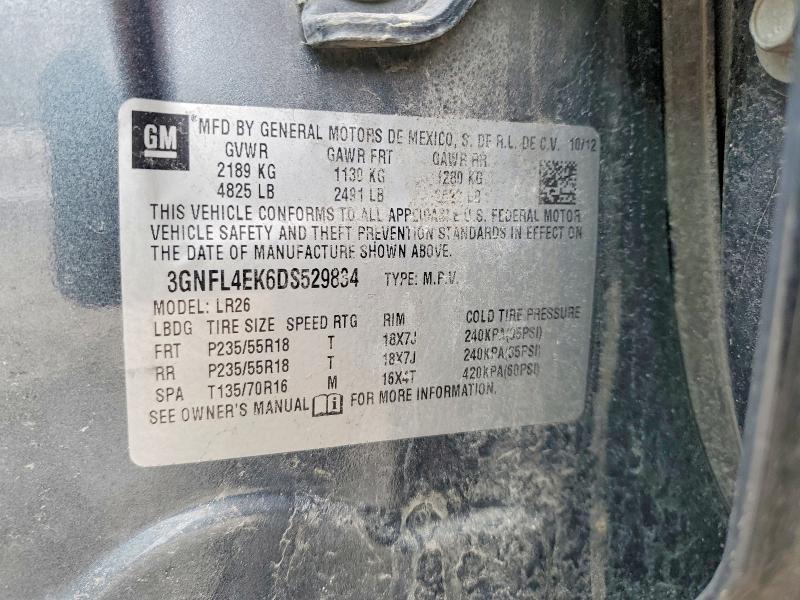 GM
MFD BY GENERAL MOTORS DE MEXICO, S. DE R.L. DE C.V. 10/12
GVWR GAWR FRT GAWR RR
2189 KG 1130 KG 1280 KG
4825 LB 2491 LB LB
THIS VEHICLE CONFORMS TO ALL APPLICABLE U.S. FEDERAL MOTOR
VEHICLE SAFETY AND THEFT PREVENTION STANDARDS IN EFFECT ON
THE DATE OF MANUFACTURE SHOWN ABOVE.
3GNFL4EK6DS529834 TYPE: M.P.V.
MODEL: LR26
LBDG TIRE SIZE SPEED RTG RIM COLD TIRE PRESSURE
FRT P235/55R18 T 18X7J 240KPA(35PSI)
RR P235/55R18 T 18X7J 240KPA(35PSI)
SPA T135/70R16 M 16X4T 420KPA(60PSI)
SEE OWNER'S MANUAL FOR MORE INFORMATION.